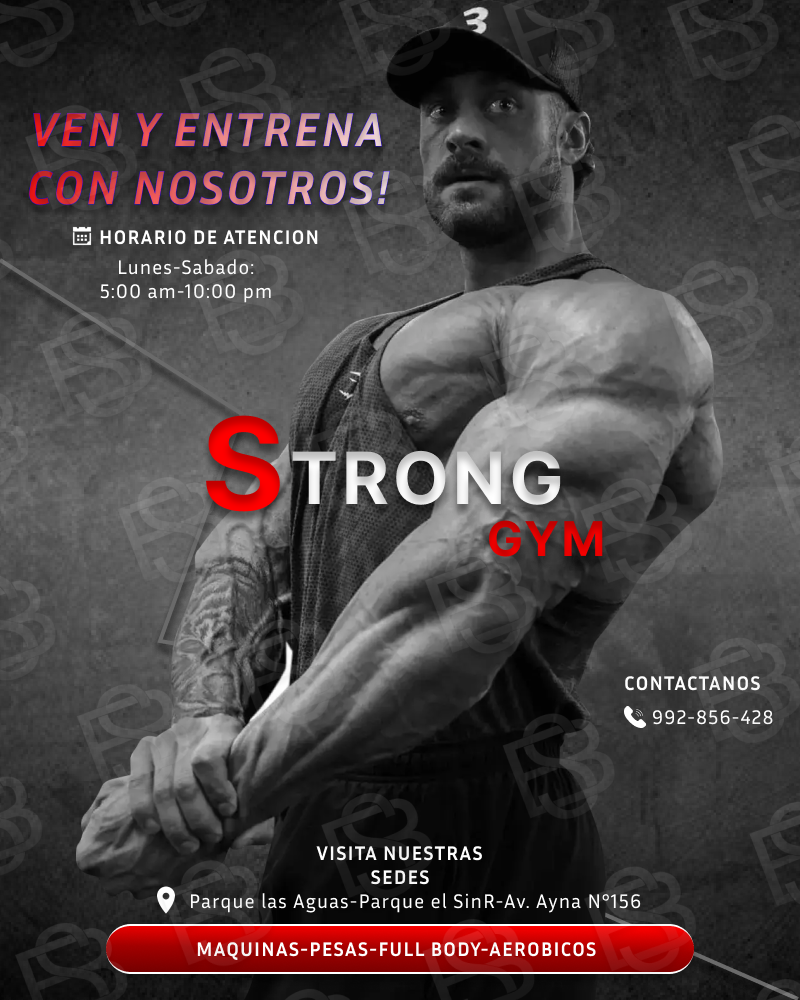 3
VEN Y ENTRENA
CON NOSOTROS!
HORARIO DE ATENCION
Lunes-Sabado:
5:00 am-10:00 pm
STRONG
GYM
CONTACTANOS
992-856-428
VISITA NUESTRAS
SEDES
Parque las Aguas-Parque el SinR-Av. Ayna N°156
MAQUINAS-PESAS-FULL BODY-AEROBICOS